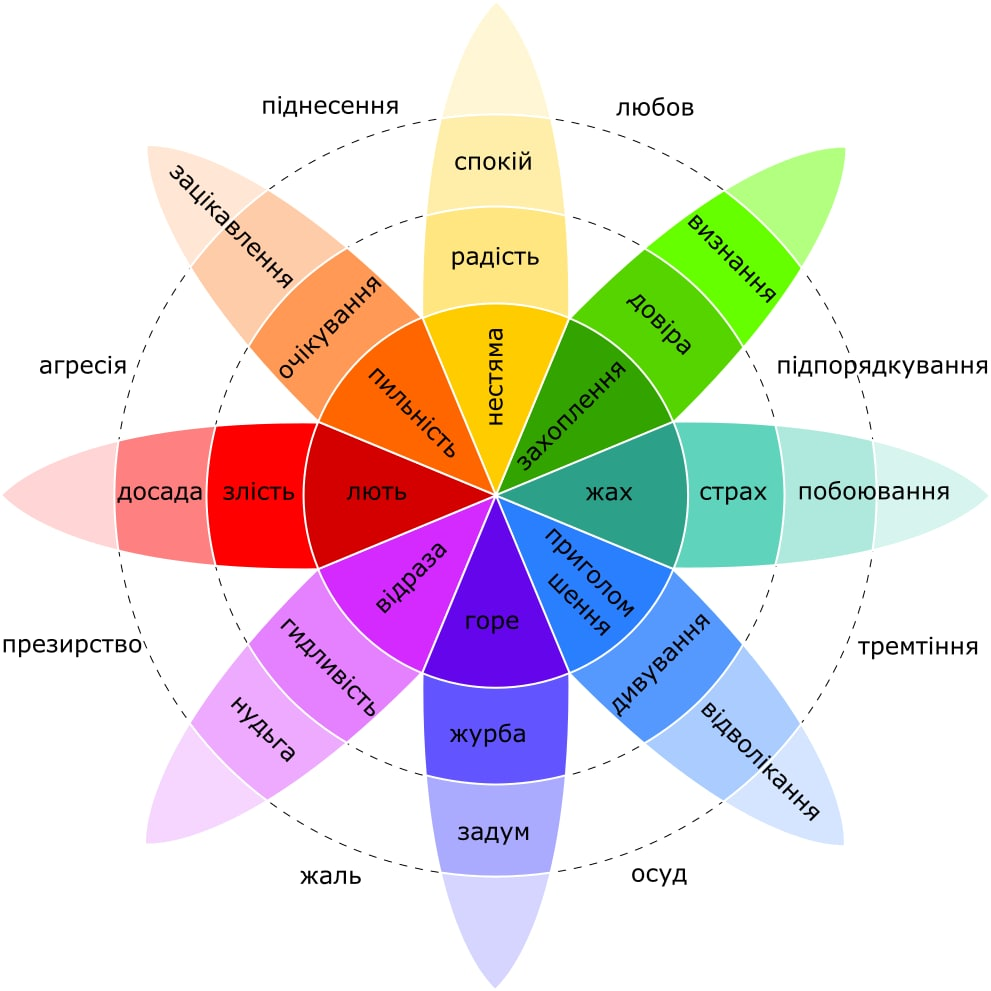 піднесення
любов
спокій
зацікавлення
визнання
радість
очікування
довіра
нестяма
пильність
захоплення
агресія
підпорядкування
досада
злість
лють
жах
страх
побоювання
відраза
горе
приголом
шення
презирство
тремтіння
гидливість
дивування
нудьга
журба
відволікання
задум
жаль
осуд